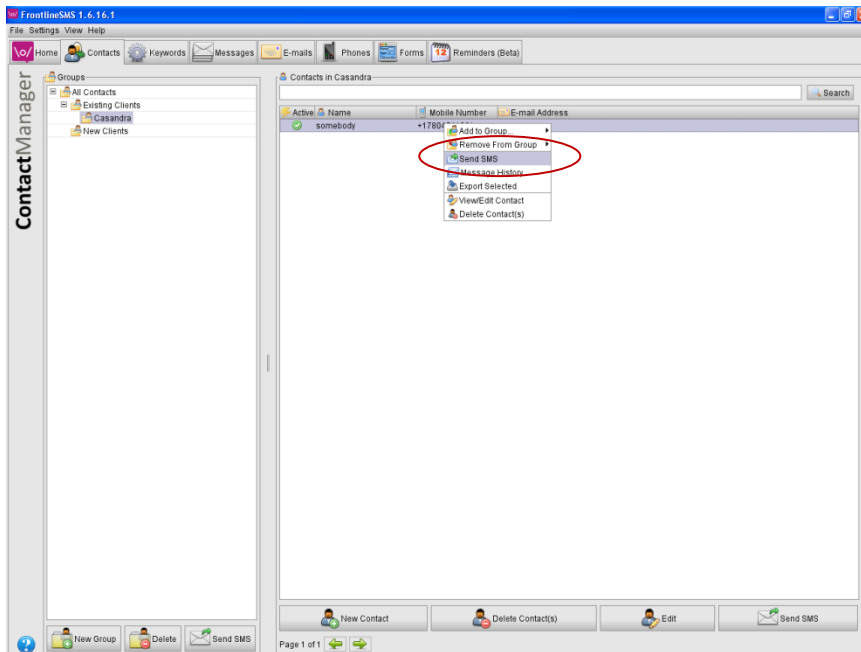 FrontlineSMS 1.6.16.1
File Settings View Help
\o/ Home Contacts Keywords Messages E-mails Phones 12 Forms Reminders (Beta)
ContactManager
Groups
All Contacts
Existing Clients
Casandra
New Clients
Contacts in Casandra
Search
Active Name Mobile Number E-mail Address
somebody
Add to Group...
Remove From Group
Send SMS
Message History
Export Selected
View/Edit Contact
Delete Contact(s)
New Contact Delete Contact(s) Edit Send SMS
New Group Delete Send SMS
Page 1 of 1